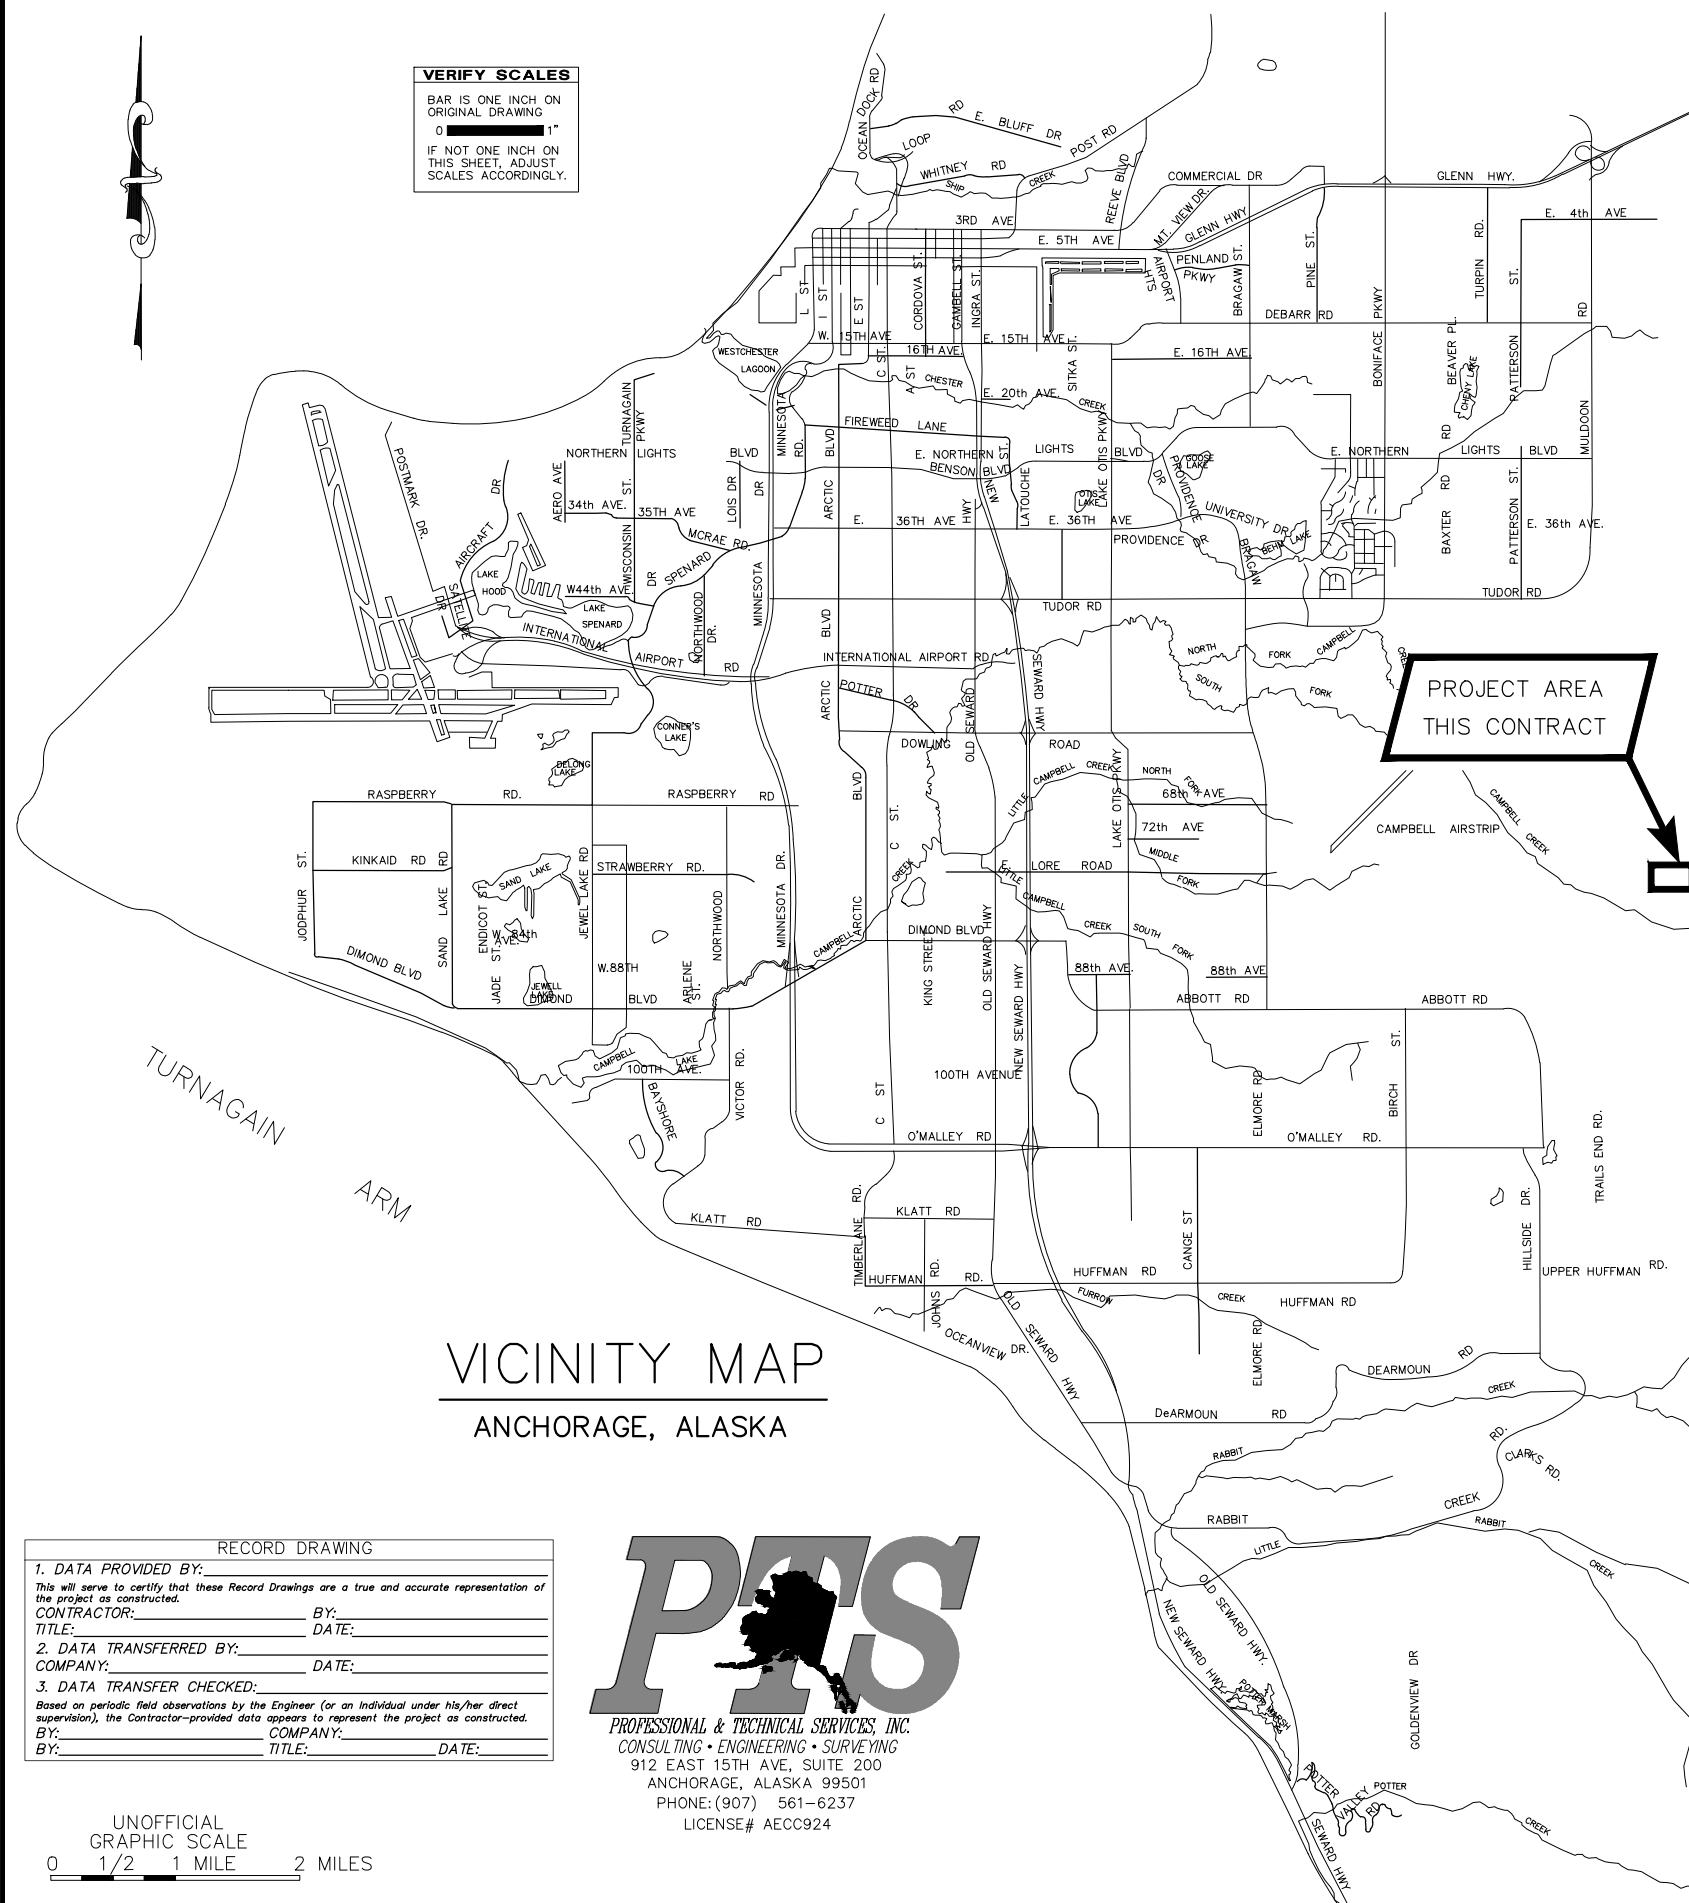 VERIFY SCALES
BAR IS ONE INCH ON
ORIGINAL DRAWING
0 1"
IF NOT ONE INCH ON
THIS SHEET, ADJUST
SCALES ACCORDINGLY.
OCEAN DOCK RD
LOOP RD
E. BLUFF DR
POST RD
WHITNEY RD
SHIP CREEK
REEVE BLVD
COMMERCIAL DR
MT. VIEW DR.
GLENN HWY
GLENN HWY.
3RD AVE
E. 5TH AVE
E. 4th AVE
AIRPORT HTS
PENLAND PKWY
BRAGAW ST.
PINE ST.
BONIFACE PKWY
TURPIN RD.
PATTERSON ST.
MULDOON RD
L ST
I ST
E ST
C ST.
A ST
CORDOVA ST.
GAMBELL ST.
INGRA ST.
DEBARR RD
W. 15TH AVE
E. 15TH AVE.
16TH AVE.
E. 16TH AVE
SITKA ST.
BEAVER PL.
CHENY LAKE
WESTCHESTER
LAGOON
CHESTER CREEK
E. 20th AVE.
TURNAGAIN PKWY
MINNESOTA DR
FIREWEED LANE
NORTHERN LIGHTS BLVD
E. NORTHERN LIGHTS BLVD
E. NORTHERN LIGHTS BLVD
BENSON BLVD
LATOUCHE ST.
LAKE OTIS PKWY
GOOSE LAKE
OTIS LAKE
PROVIDENCE DR
UNIVERSITY DR.
BEHM LAKE
BAXTER RD
PATTERSON ST.
E. 36th AVE.
POSTMARK DR.
AIRCRAFT DR
AERO AVE
34th AVE.
35TH AVE
WISCONSIN ST.
LOIS DR
MCRAE RD.
SPENARD RD.
ARCTIC BLVD
E. 36TH AVE
E. 36TH AVE
NEW HWY
PROVIDENCE DR
BRAGAW
LAKE
HOOD
SATELLITE DR
W44th AVE.
LAKE
SPENARD
DR
NORTHWOOD DR.
MINNESOTA
TUDOR RD
TUDOR RD
INTERNATIONAL AIRPORT RD
INTERNATIONAL AIRPORT RD
ARCTIC BLVD
POTTER DR
OLD SEWARD
SEWARD HWY
NORTH FORK CAMPBELL CREEK
SOUTH FORK
PROJECT AREA
THIS CONTRACT
CONNER'S
LAKE
DELONG
LAKE
DOWLING ROAD
CAMPBELL CREEK NORTH FORK
LITTLE
68th AVE
72th AVE
CAMPBELL AIRSTRIP
CAMPBELL CREEK
RASPBERRY RD.
RASPBERRY RD
BLVD
C ST.
LAKE OTIS PKWY
JODPHUR ST.
KINKAID RD
SAND LAKE RD
SAND LAKE
STRAWBERRY RD.
JEWEL LAKE RD
MINNESOTA DR.
CREEK
E. LORE ROAD
MIDDLE FORK
LITTLE CAMPBELL CREEK SOUTH FORK
ENDICOT ST.
W. 84th
AVE.
NORTHWOOD
ARCTIC
CAMPBELL
DIMOND BLVD
DIMOND BLVD
KING STREET
OLD SEWARD HWY
NEW SEWARD HWY
88th AVE.
88th AVE
JADE ST.
JEWELL
LAKE
W.88TH
ARLENE ST.
DIMOND BLVD
ABBOTT RD
ABBOTT RD
CAMPBELL LAKE
100TH AVE.
BAYSHORE
VICTOR RD.
C ST
100TH AVENUE
ELMORE RD
BIRCH ST.
TURNAGAIN
ARM
O'MALLEY RD
O'MALLEY RD.
TRAILS END RD.
KLATT RD
TIMBERLANE RD.
KLATT RD
CANGE ST
HILLSIDE DR.
HUFFMAN RD.
HUFFMAN RD
UPPER HUFFMAN RD.
JOHNS RD.
FURROW CREEK
HUFFMAN RD
OCEANVIEW DR.
OLD SEWARD HWY
ELMORE RD
DEARMOUN RD
DeARMOUN RD
RABBIT CREEK
CLARKS RD.
RABBIT CREEK RD.
LITTLE RABBIT CREEK
OLD SEWARD HWY.
NEW SEWARD HWY.
POTTER MARSH
GOLDENVIEW DR
POTTER VALLEY RD
POTTER CREEK
SEWARD HWY
VICINITY MAP
ANCHORAGE, ALASKA
RECORD DRAWING
1. DATA PROVIDED BY:
This will serve to certify that these Record Drawings are a true and accurate representation of
the project as constructed.
CONTRACTOR: BY:
TITLE: DATE:
2. DATA TRANSFERRED BY:
COMPANY: DATE:
3. DATA TRANSFER CHECKED:
Based on periodic field observations by the Engineer (or an Individual under his/her direct
supervision), the Contractor-provided data appears to represent the project as constructed.
BY: COMPANY:
BY: TITLE: DATE:
PTS
PROFESSIONAL & TECHNICAL SERVICES, INC.
CONSULTING • ENGINEERING • SURVEYING
912 EAST 15TH AVE, SUITE 200
ANCHORAGE, ALASKA 99501
PHONE:(907) 561-6237
LICENSE# AECC924
UNOFFICIAL
GRAPHIC SCALE
0 1/2 1 MILE 2 MILES